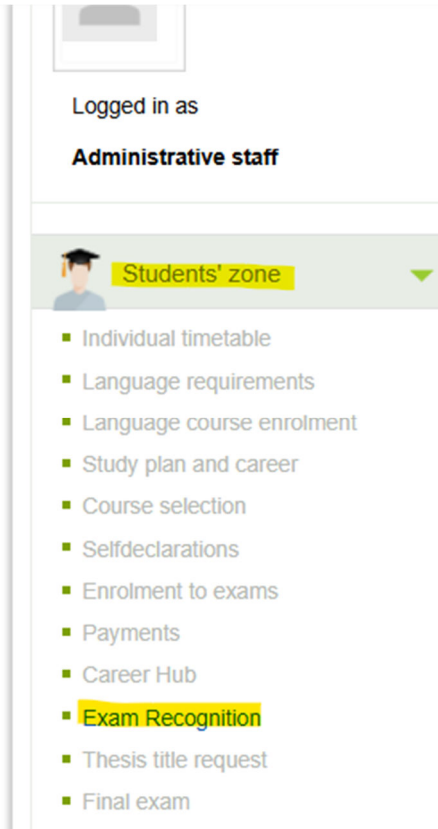 Logged in as
Administrative staff
Students' zone
Individual timetable
Language requirements
Language course enrolment
Study plan and career
Course selection
Selfdeclarations
Enrolment to exams
Payments
Career Hub
Exam Recognition
Thesis title request
Final exam